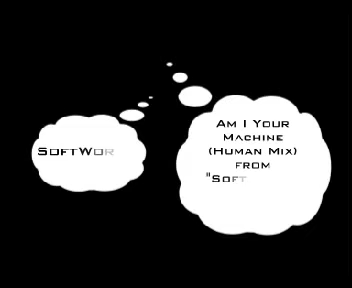 SOFTWOR
AM I YOUR
MACHINE
(HUMAN MIX)
FROM
"SOFT